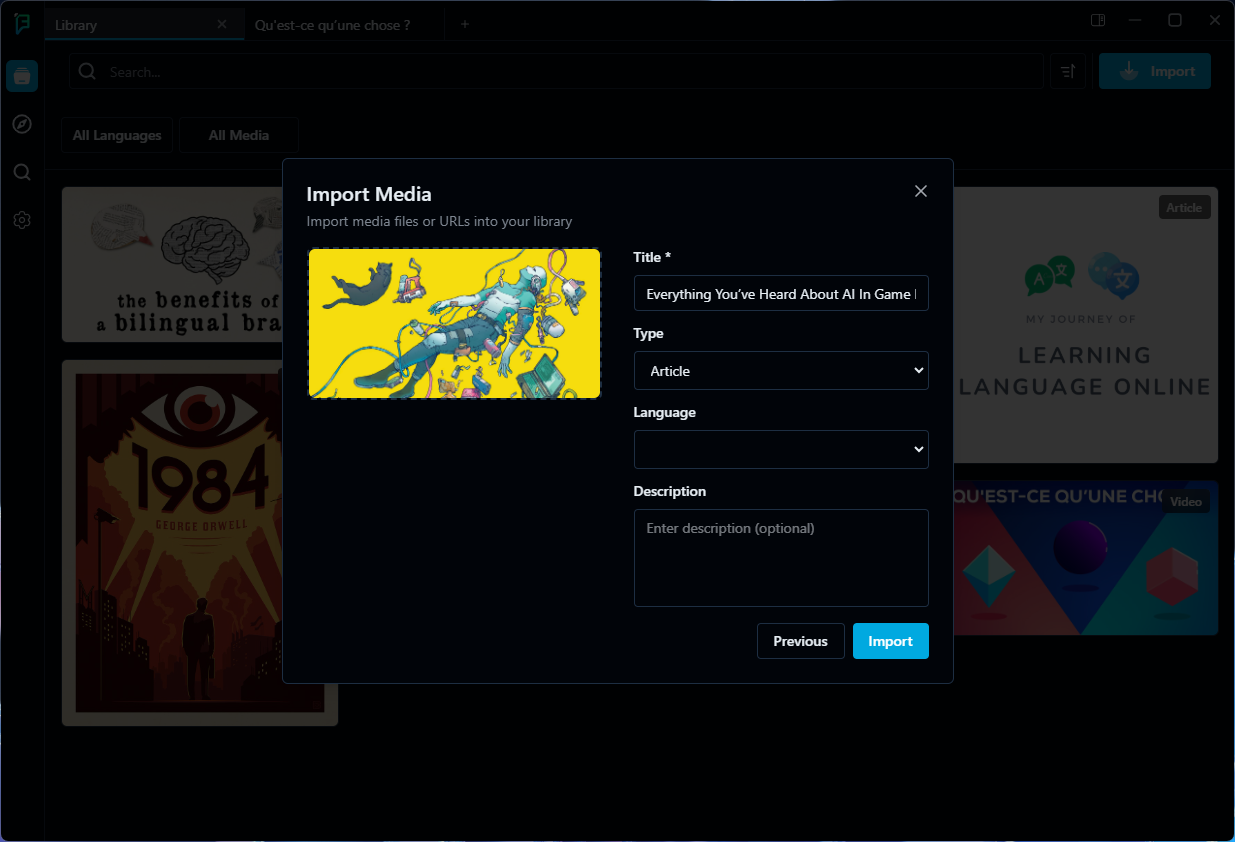 Library
Qu'est-ce qu'une chose ?
Search...
Import
All Languages
All Media
the benefits of
a bilingual bra
1984
GEORGE ORWELL
Import Media
Import media files or URLs into your library
Title *
Everything You’ve Heard About AI In Game
Type
Article
Language
Description
Enter description (optional)
Previous
Import
Article
MY JOURNEY OF
LEARNING
LANGUAGE ONLINE
QU'EST-CE QU'UNE CHO
Video